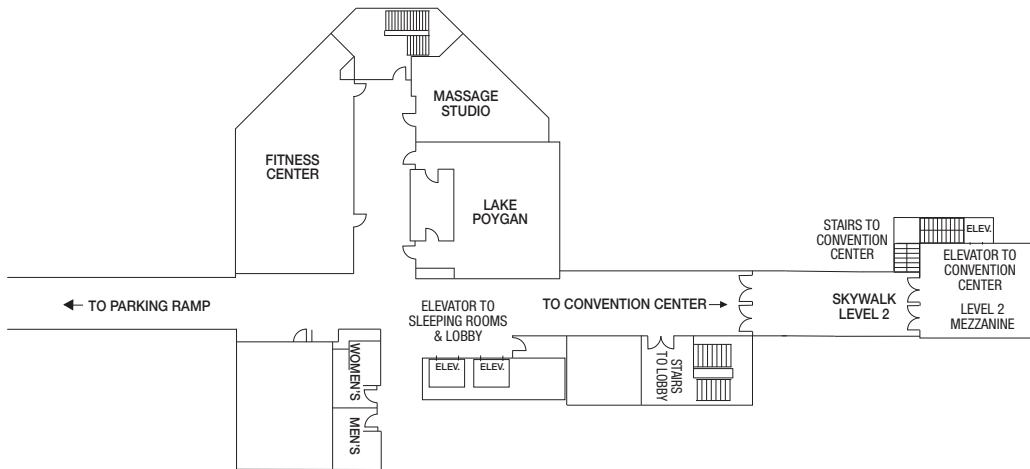 MASSAGE
STUDIO
FITNESS
CENTER
LAKE
POYGAN
STAIRS TO
CONVENTION
CENTER
ELEV.
ELEVATOR TO
CONVENTION
CENTER
LEVEL 2
MEZZANINE
TO PARKING RAMP
ELEVATOR TO
SLEEPING ROOMS
& LOBBY
TO CONVENTION CENTER
SKYWALK
LEVEL 2
WOMEN'S
MEN'S
ELEV.
ELEV.
STAIRS
TO LOBBY